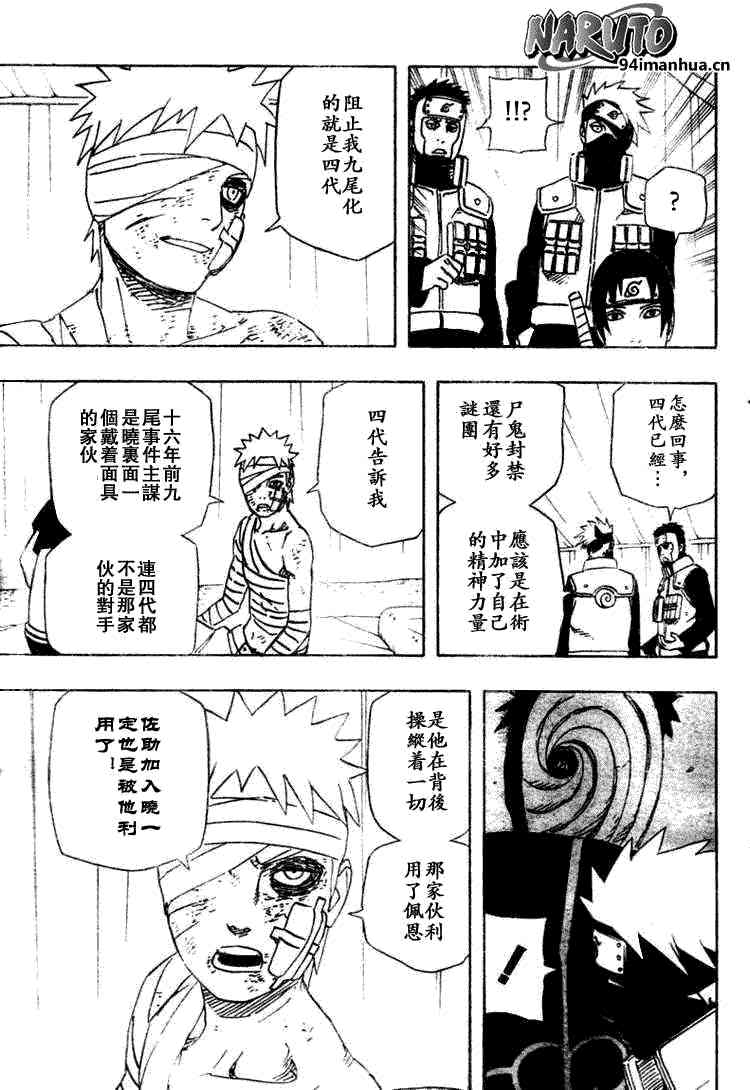 NARUTO
94imanhua.cn
!!?
?
阻止我九尾化
的就是四代
怎麼回事,
四代已經…
尸鬼封禁
還有好多
謎團
應該是在術
中加了自己
的精神力量
四代告訴我
十六年前九
尾事件主謀
是曉裏面一
個戴着面具
的家伙
連四代都
不是那家
伙的對手
!
是他在背後
操縱着一切
那家伙利
用了佩恩
佐助加入曉一
定也是被他利
用了!